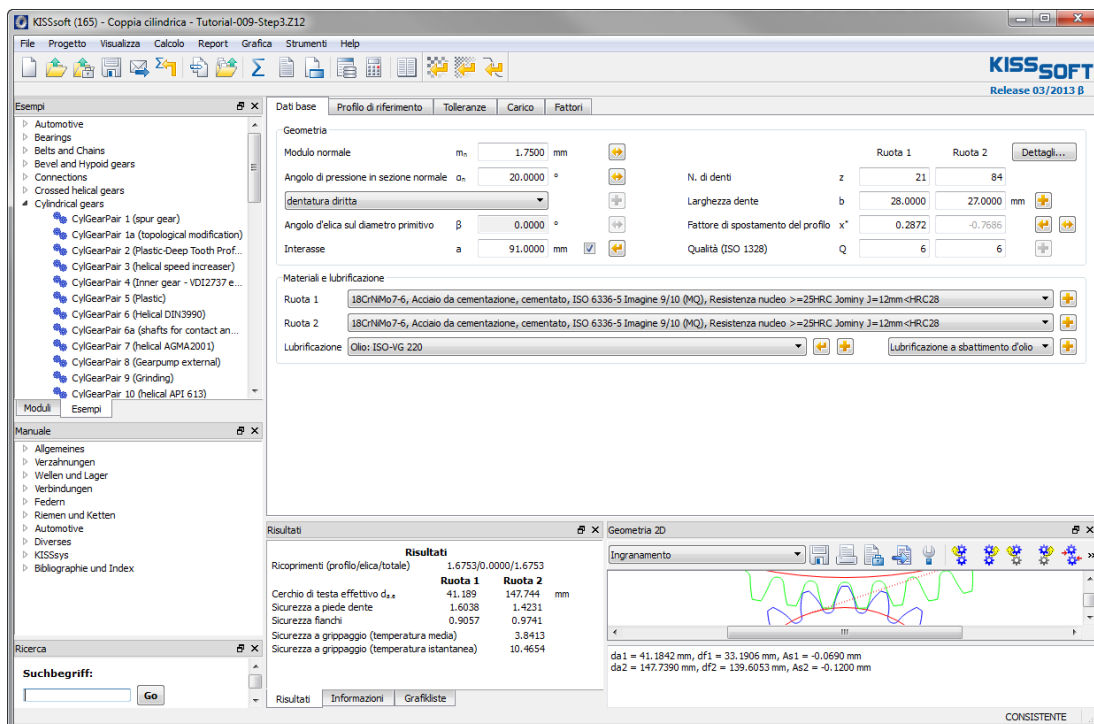 KISSsoft (165) - Coppia cilindrica - Tutorial-009-Step3.Z12
File Progetto Visualizza Calcolo Report Grafica Strumenti Help
KISSSOFT
Release 03/2013 β
Esempi
Automotive
Bearings
Belts and Chains
Bevel and Hypoid gears
Connections
Crossed helical gears
Cylindrical gears
CylGearPair 1 (spur gear)
CylGearPair 1a (topological modification)
CylGearPair 2 (Plastic-Deep Tooth Prof...
CylGearPair 3 (helical speed increaser)
CylGearPair 4 (Inner gear - VDI2737 e...
CylGearPair 5 (Plastic)
CylGearPair 6 (Helical DIN3990)
CylGearPair 6a (shafts for contact an...
CylGearPair 7 (helical AGMA2001)
CylGearPair 8 (Gearpump external)
CylGearPair 9 (Grinding)
CylGearPair 10 (helical API 613)
Moduli Esempi
Manuale
Allgemeines
Verzahnungen
Wellen und Lager
Verbindungen
Federn
Riemen und Ketten
Automotive
Diverses
KISSsys
Bibliographie und Index
Ricerca
Suchbegriff:
Go
Dati base Profilo di riferimento Tolleranze Carico Fattori
Geometria
Modulo normale mn 1.7500 mm Ruota 1 Ruota 2 Dettagli...
Angolo di pressione in sezione normale αn 20.0000 ° N. di denti z 21 84
dentatura diritta Larghezza dente b 28.0000 27.0000 mm
Angolo d'elica sul diametro primitivo β 0.0000 ° Fattore di spostamento del profilo x* 0.2872 -0.7686
Interasse a 91.0000 mm Qualità (ISO 1328) Q 6 6
Materiali e lubrificazione
Ruota 1 18CrNiMo7-6, Acciaio da cementazione, cementato, ISO 6336-5 Imagine 9/10 (MQ), Resistenza nucleo >=25HRC Jominy J=12mm<HRC28
Ruota 2 18CrNiMo7-6, Acciaio da cementazione, cementato, ISO 6336-5 Imagine 9/10 (MQ), Resistenza nucleo >=25HRC Jominy J=12mm<HRC28
Lubrificazione Olio: ISO-VG 220 Lubrificazione a sbattimento d'olio
Risultati
Risultati
Ricoprimenti (profilo/elica/totale) 1.6753/0.0000/1.6753
Ruota 1 Ruota 2
Cerchio di testa effettivo da.e 41.189 147.744 mm
Sicurezza a piede dente 1.6038 1.4231
Sicurezza fianchi 0.9057 0.9741
Sicurezza a grippaggio (temperatura media) 3.8413
Sicurezza a grippaggio (temperatura istantanea) 10.4654
Risultati Informazioni Grafikliste
Geometria 2D
Ingranamento
da1 = 41.1842 mm, df1 = 33.1906 mm, As1 = -0.0690 mm
da2 = 147.7390 mm, df2 = 139.6053 mm, As2 = -0.1200 mm
CONSISTENTE